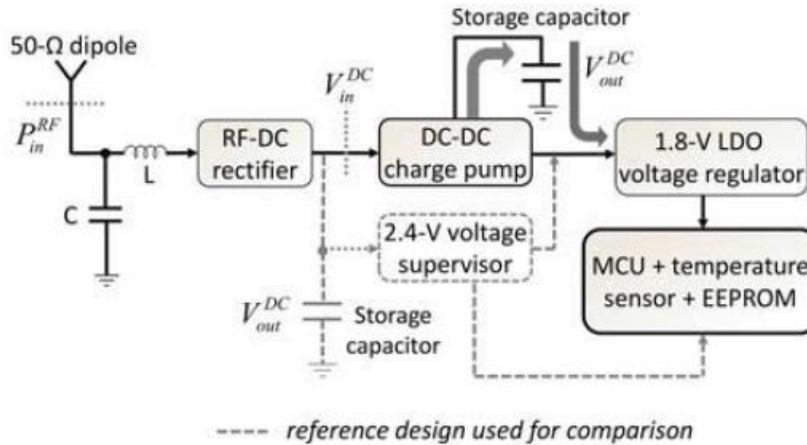 Storage capacitor
50-Ω dipole
V_in^DC
V_out^DC
P_in^RF
RF-DC
rectifier
DC-DC
charge pump
1.8-V LDO
voltage regulator
L
C
2.4-V voltage
supervisor
MCU + temperature
sensor + EEPROM
V_out^DC
Storage
capacitor
reference design used for comparison